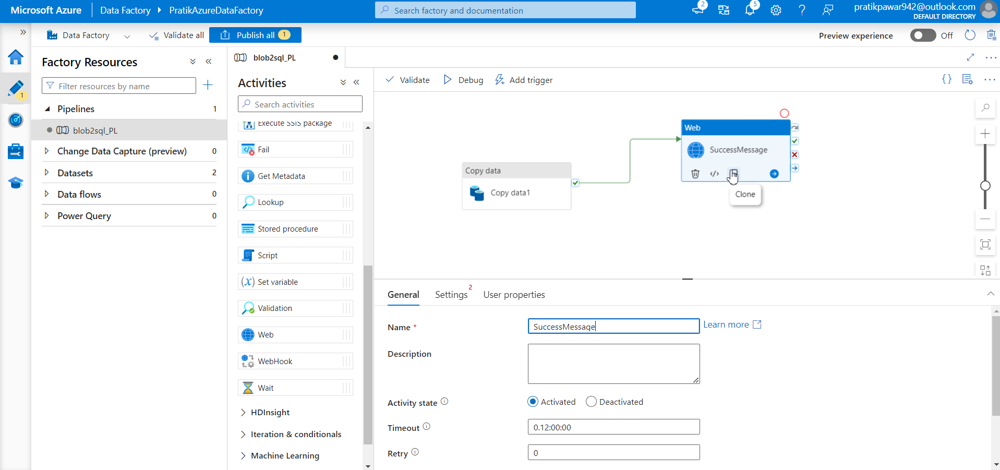 Microsoft Azure
Data Factory
PratikAzureDataFactory
Search factory and documentation
2
5
pratikpawar942@outlook.com
DEFAULT DIRECTORY
Data Factory
Validate all
Publish all
1
Preview experience
Off
1
Factory Resources
Filter resources by name
Pipelines
1
blob2sql_PL
Change Data Capture (preview)
0
Datasets
2
Data flows
0
Power Query
0
blob2sql_PL
Activities
Search activities
Execute SSIS package
Fail
Get Metadata
Lookup
Stored procedure
Script
(x) Set variable
Validation
Web
WebHook
Wait
HDInsight
Iteration & conditionals
Machine Learning
Validate
Debug
Add trigger
{}
Copy data
Copy data1
Web
SuccessMessage
</>
Clone
General
Settings
2
User properties
Name *
SuccessMessage
Learn more
Description
Activity state
Activated
Deactivated
Timeout
0.12:00:00
Retry
0